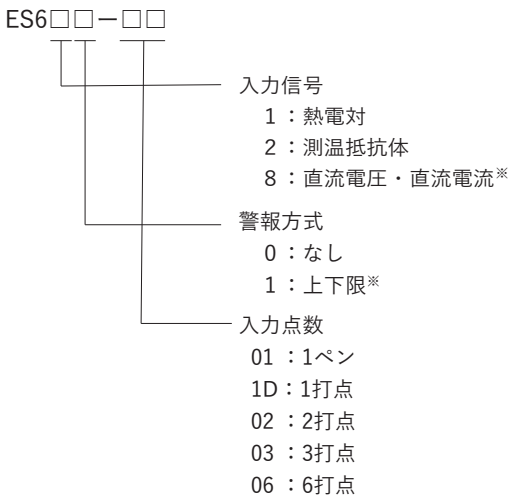 ES6□□－□□
入力信号
1：熱電対
2：測温抵抗体
8：直流電圧・直流電流※
警報方式
0：なし
1：上下限※
入力点数
01：1ペン
1D：1打点
02：2打点
03：3打点
06：6打点